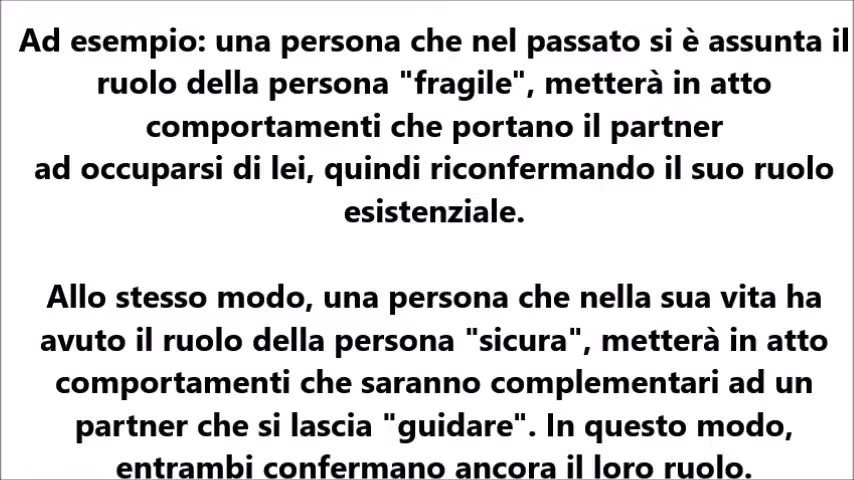 Ad esempio: una persona che nel passato si è assunta il
ruolo della persona "fragile", metterà in atto
comportamenti che portano il partner
ad occuparsi di lei, quindi riconfermando il suo ruolo
esistenziale.
Allo stesso modo, una persona che nella sua vita ha
avuto il ruolo della persona "sicura", metterà in atto
comportamenti che saranno complementari ad un
partner che si lascia "guidare". In questo modo,
entrambi confermano ancora il loro ruolo.